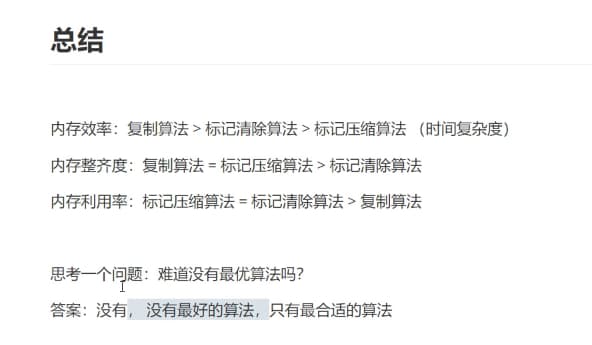 总结
内存效率：复制算法 > 标记清除算法 > 标记压缩算法 （时间复杂度）
内存整齐度：复制算法 = 标记压缩算法 > 标记清除算法
内存利用率：标记压缩算法 = 标记清除算法 > 复制算法
思考一个问题：难道没有最优算法吗？
答案：没有， 没有最好的算法，只有最合适的算法